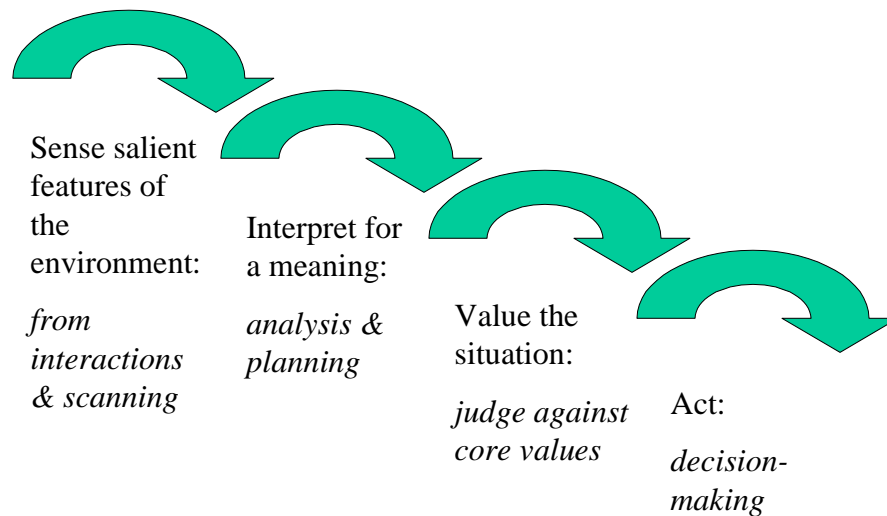 Sense salient
features of
the
environment:
from
interactions
& scanning
Interpret for
a meaning:
analysis &
planning
Value the
situation:
judge against
core values
Act:
decision-
making